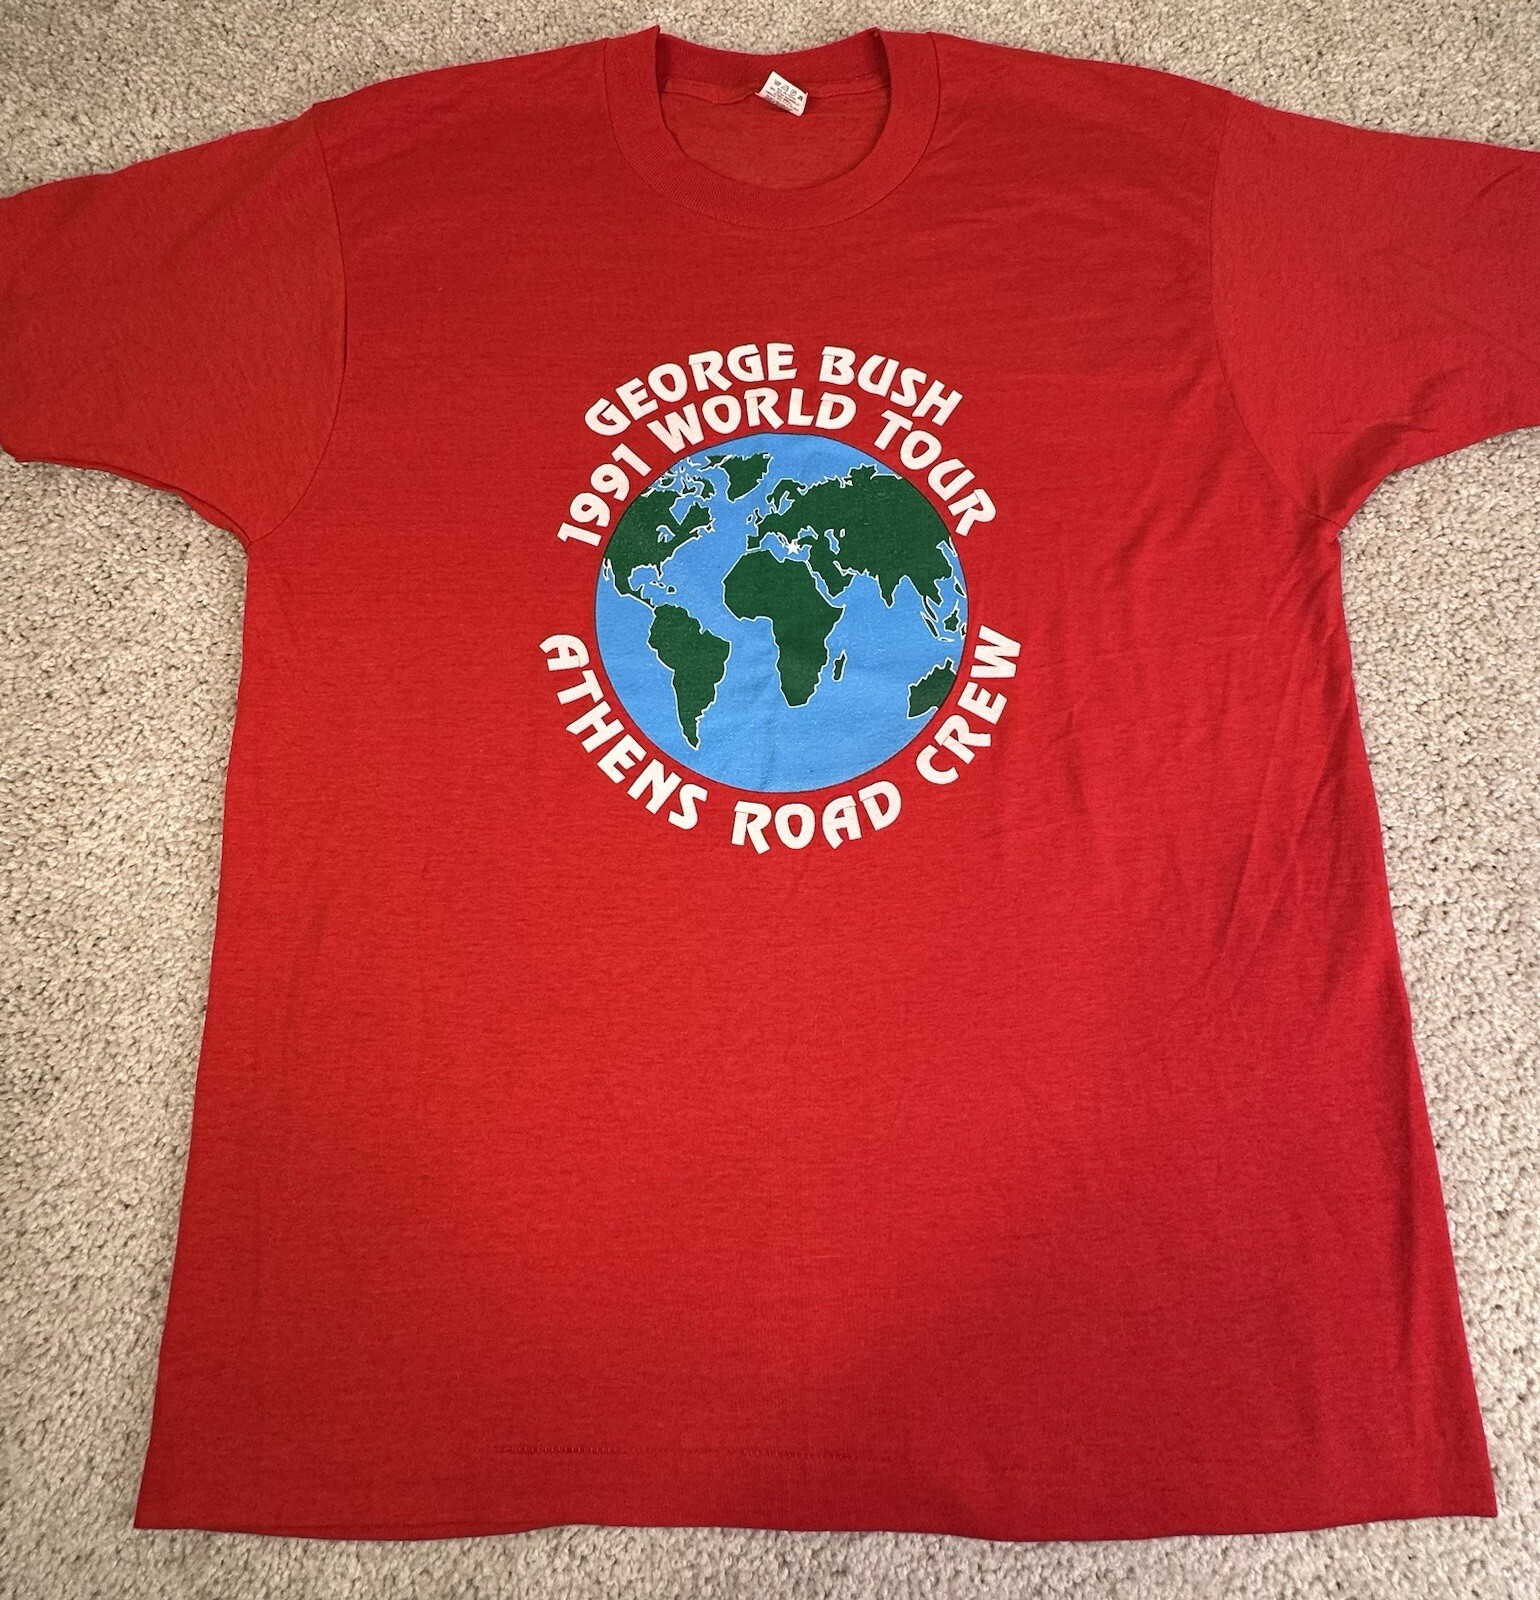 GEORGE BUSH
1991 WORLD TOUR
ATHENS ROAD CREW